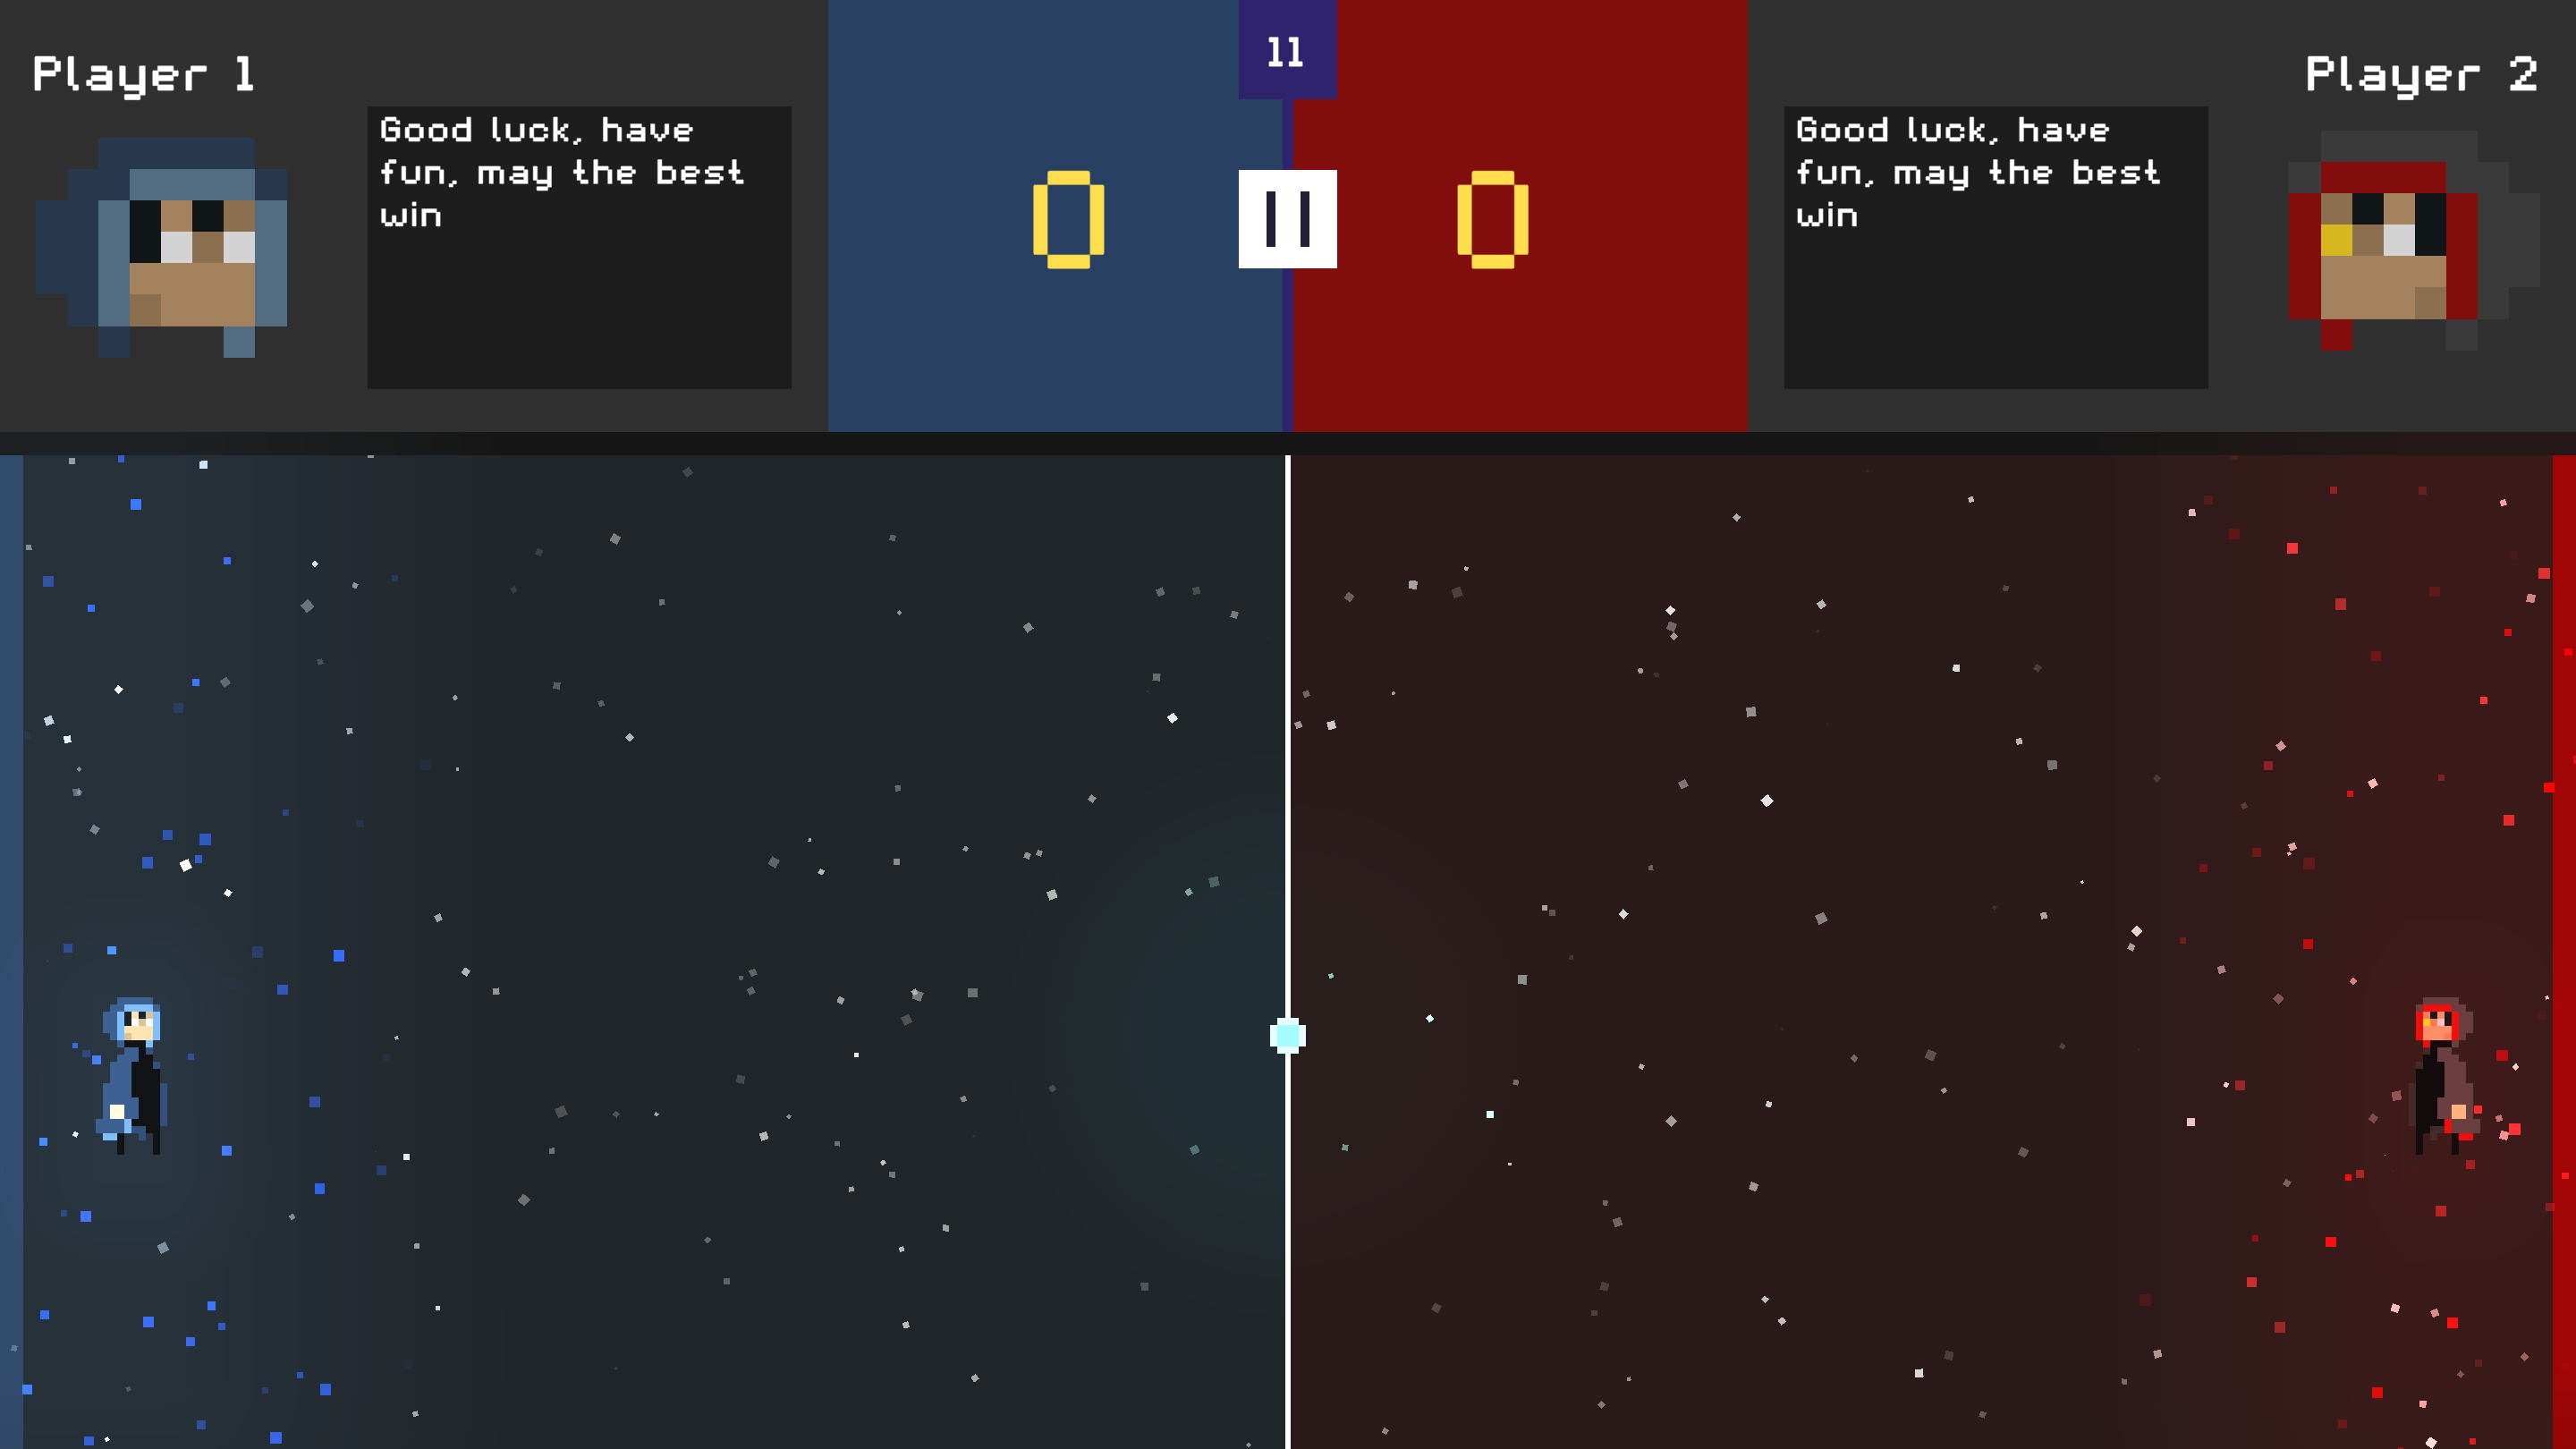 Player 1
Good luck, have
fun, may the best
win
11
0
0
Player 2
Good luck, have
fun, may the best
win